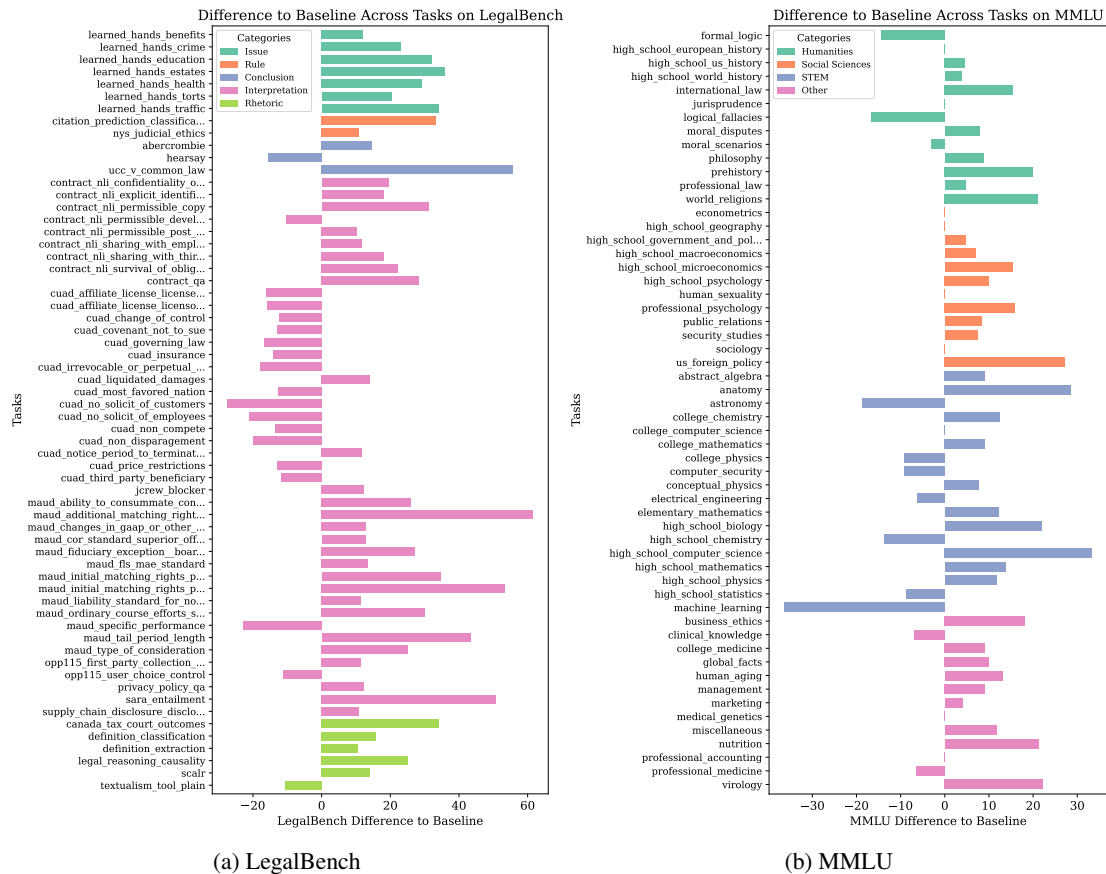 Difference to Baseline Across Tasks on LegalBench
Categories
Issue
Rule
Conclusion
Interpretation
Rhetoric
Tasks
learned_hands_benefits
learned_hands_crime
learned_hands_education
learned_hands_estates
learned_hands_health
learned_hands_torts
learned_hands_traffic
citation_prediction_classifica...
nys_judicial_ethics
abercrombie
hearsay
ucc_v_common_law
contract_nli_confidentiality_o...
contract_nli_explicit_identifi...
contract_nli_permissible_copy
contract_nli_permissible_devel...
contract_nli_permissible_post_...
contract_nli_sharing_with_empl...
contract_nli_sharing_with_thir...
contract_nli_survival_of_oblig...
contract_qa
cuad_affiliate_license_license...
cuad_affiliate_license_licenso...
cuad_change_of_control
cuad_covenant_not_to_sue
cuad_governing_law
cuad_insurance
cuad_irrevocable_or_perpetual_...
cuad_liquidated_damages
cuad_most_favored_nation
cuad_no_solicit_of_customers
cuad_no_solicit_of_employees
cuad_non_compete
cuad_non_disparagement
cuad_notice_period_to_terminat...
cuad_price_restrictions
cuad_third_party_beneficiary
jcrew_blocker
maud_ability_to_consummate_con...
maud_additional_matching_right...
maud_changes_in_gaap_or_other_...
maud_cor_standard_superior_off...
maud_fiduciary_exception__boar...
maud_fls_mae_standard
maud_initial_matching_rights_p...
maud_initial_matching_rights_p...
maud_liability_standard_for_no...
maud_ordinary_course_efforts_s...
maud_specific_performance
maud_tail_period_length
maud_type_of_consideration
opp115_first_party_collection_...
opp115_user_choice_control
privacy_policy_qa
sara_entailment
supply_chain_disclosure_disclo...
canada_tax_court_outcomes
definition_classification
definition_extraction
legal_reasoning_causality
scalr
textualism_tool_plain
−20 0 20 40 60
LegalBench Difference to Baseline
(a) LegalBench
Difference to Baseline Across Tasks on MMLU
Categories
Humanities
Social Sciences
STEM
Other
Tasks
formal_logic
high_school_european_history
high_school_us_history
high_school_world_history
international_law
jurisprudence
logical_fallacies
moral_disputes
moral_scenarios
philosophy
prehistory
professional_law
world_religions
econometrics
high_school_geography
high_school_government_and_pol...
high_school_macroeconomics
high_school_microeconomics
high_school_psychology
human_sexuality
professional_psychology
public_relations
security_studies
sociology
us_foreign_policy
abstract_algebra
anatomy
astronomy
college_chemistry
college_computer_science
college_mathematics
college_physics
computer_security
conceptual_physics
electrical_engineering
elementary_mathematics
high_school_biology
high_school_chemistry
high_school_computer_science
high_school_mathematics
high_school_physics
high_school_statistics
machine_learning
business_ethics
clinical_knowledge
college_medicine
global_facts
human_aging
management
marketing
medical_genetics
miscellaneous
nutrition
professional_accounting
professional_medicine
virology
−30 −20 −10 0 10 20 30
MMLU Difference to Baseline
(b) MMLU